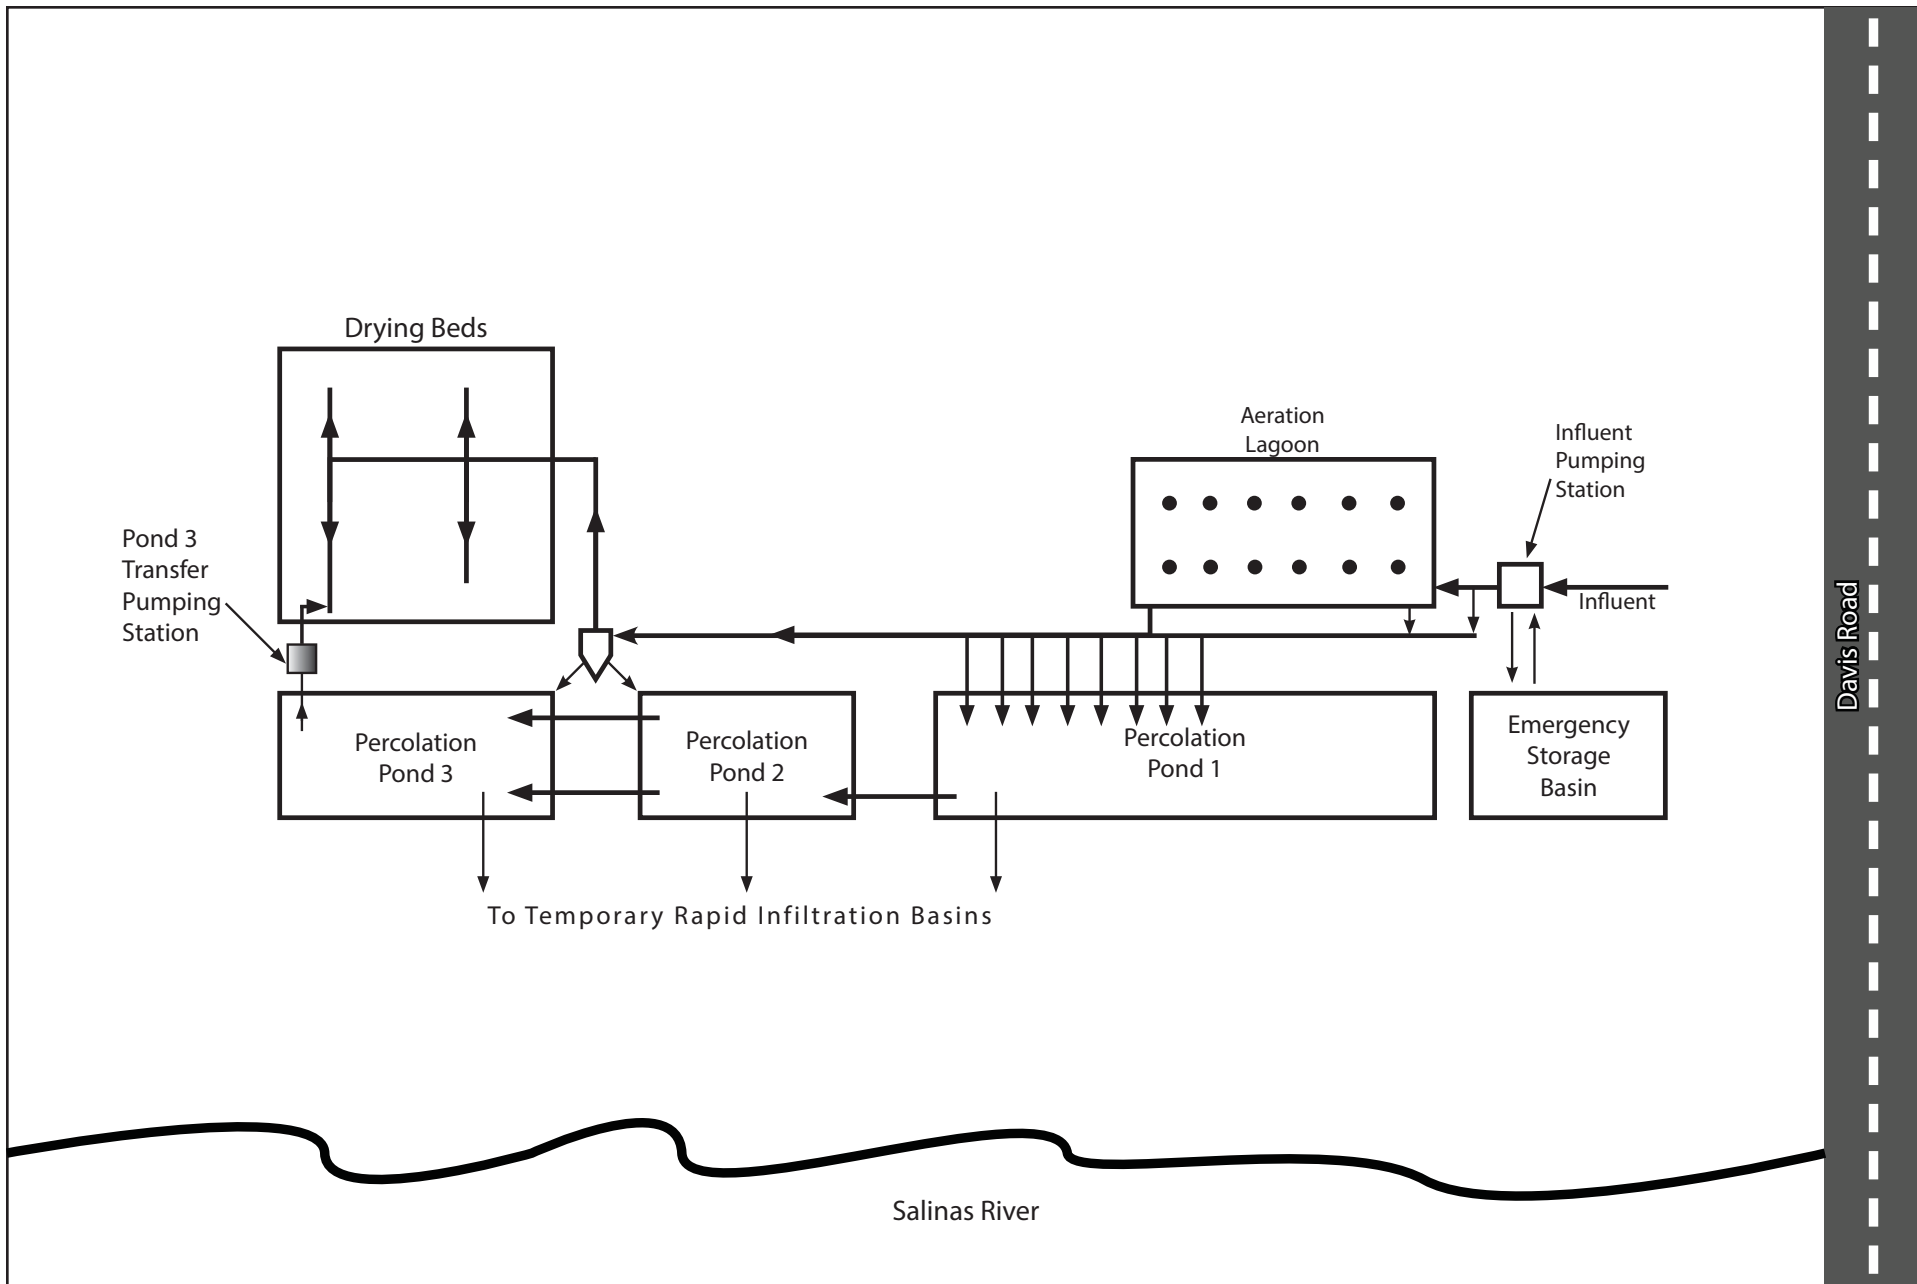 Drying Beds
Aeration
Lagoon
Influent
Pumping
Station
Pond 3
Transfer
Pumping
Station
Influent
Davis Road
Percolation
Pond 3
Percolation
Pond 2
Percolation
Pond 1
Emergency
Storage
Basin
To Temporary Rapid Infiltration Basins
Salinas River